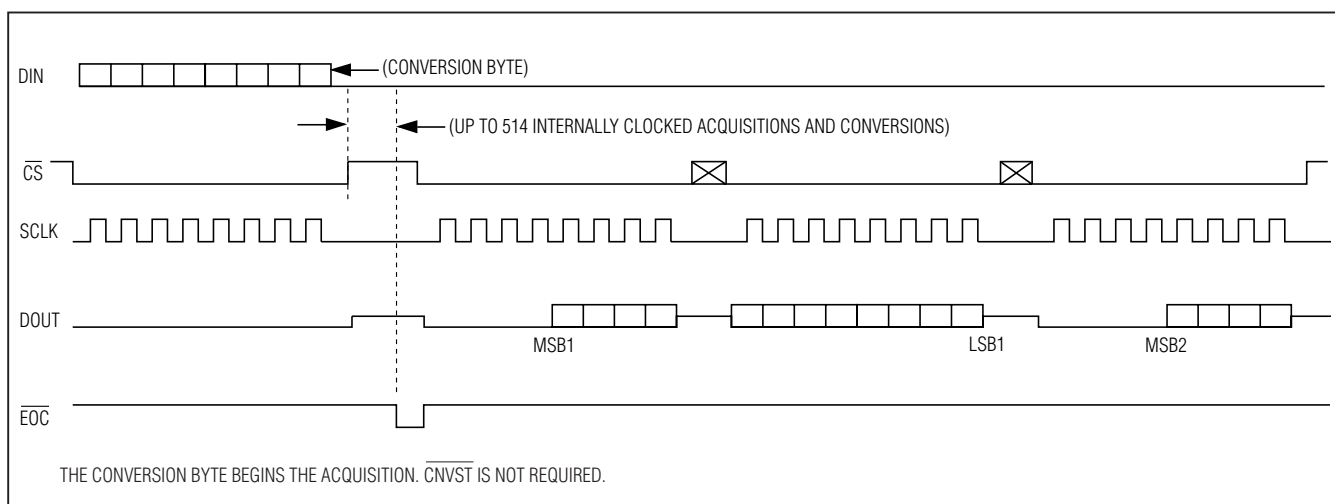 DIN
(CONVERSION BYTE)
(UP TO 514 INTERNALLY CLOCKED ACQUISITIONS AND CONVERSIONS)
CS
SCLK
DOUT
MSB1
LSB1
MSB2
EOC
THE CONVERSION BYTE BEGINS THE ACQUISITION. CNVST IS NOT REQUIRED.